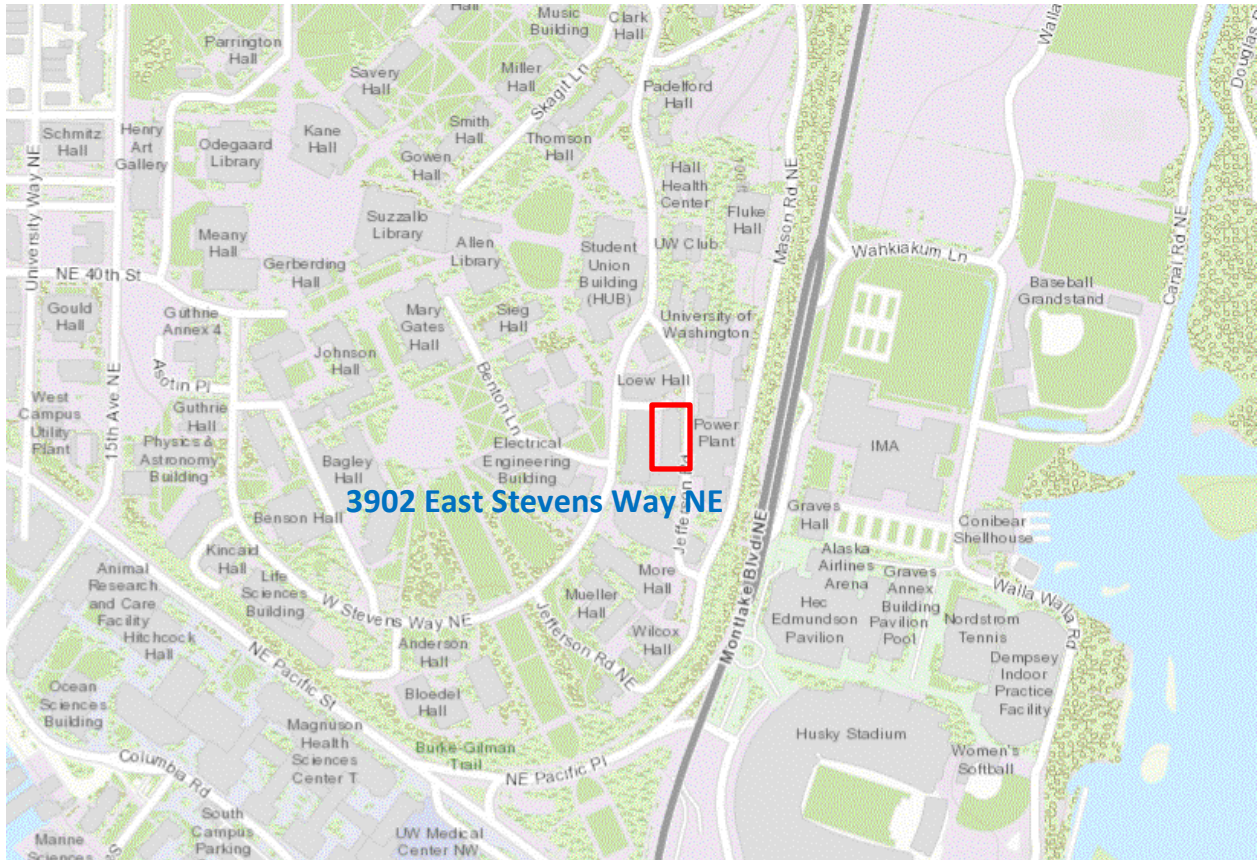 Hall
Music
Building
Clark
Hall
Walla
Douglas
Parrington
Hall
Savery
Hall
Miller
Hall
Skagit Ln
Padelford
Hall
Schmitz
Hall
Henry
Art
Gallery
Odegaard
Library
Kane
Hall
Smith
Hall
Gowen
Hall
Thomson
Hall
Hall
Health
Center
Fluke
Hall
Mason Rd NE
University Way NE
Meany
Hall
Suzzallo
Library
Allen
Library
Student
Union
Building
(HUB)
UW Club
Wahkiakum Ln
Canal Rd NE
NE 40th St
Gerberding
Hall
Baseball
Grandstand
Gould
Hall
Guthrie
Annex 4
Mary
Gates
Hall
Sieg
Hall
University of
Washington
Johnson
Hall
Asotin Pl
Benton Ln
Loew Hall
West
Campus
Utility
Plant
15th Ave NE
Guthrie
Hall
Physics &
Astronomy
Building
Bagley
Hall
Electrical
Engineering
Building
Power
Plant
IMA
3902 East Stevens Way NE
Jefferson Rd
Benson Hall
Graves
Hall
Conibear
Shellhouse
Montlake Blvd NE
Kincaid
Hall
Life
Sciences
Building
Animal
Research
and Care
Facility
Hitchcock
Hall
W Stevens Way NE
Mueller
Hall
More
Hall
Alaska
Airlines
Arena
Hec
Edmundson
Pavilion
Graves
Annex
Building
Pavilion
Pool
Nordstrom
Tennis
Walla Walla Rd
Wilcox
Hall
Jefferson Rd NE
Anderson
Hall
Dempsey
Indoor
Practice
Facility
NE Pacific St
Bloedel
Hall
Ocean
Sciences
Building
Magnuson
Health
Sciences
Center T
Burke-Gilman
Trail
NE Pacific Pl
Husky Stadium
Women's
Softball
Columbia Rd
South
Campus
Parking
UW Medical
Center NW
Marine
Sciences